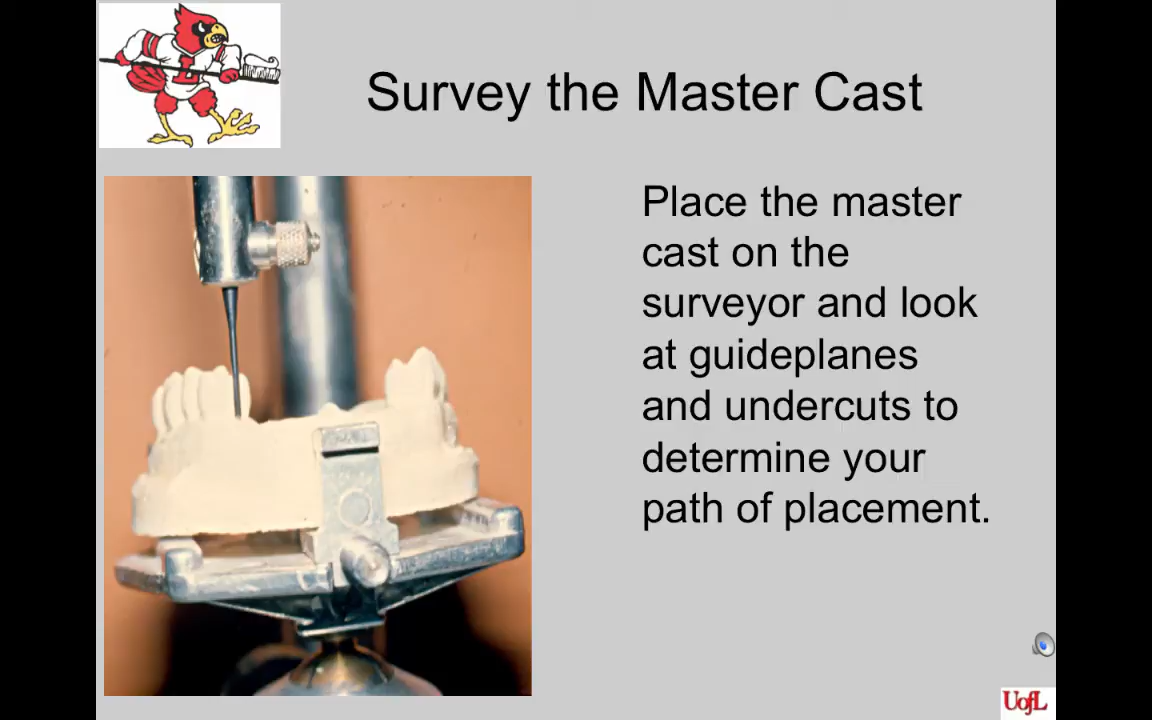 Survey the Master Cast
Place the master
cast on the
surveyor and look
at guideplanes
and undercuts to
determine your
path of placement.
L
UofL